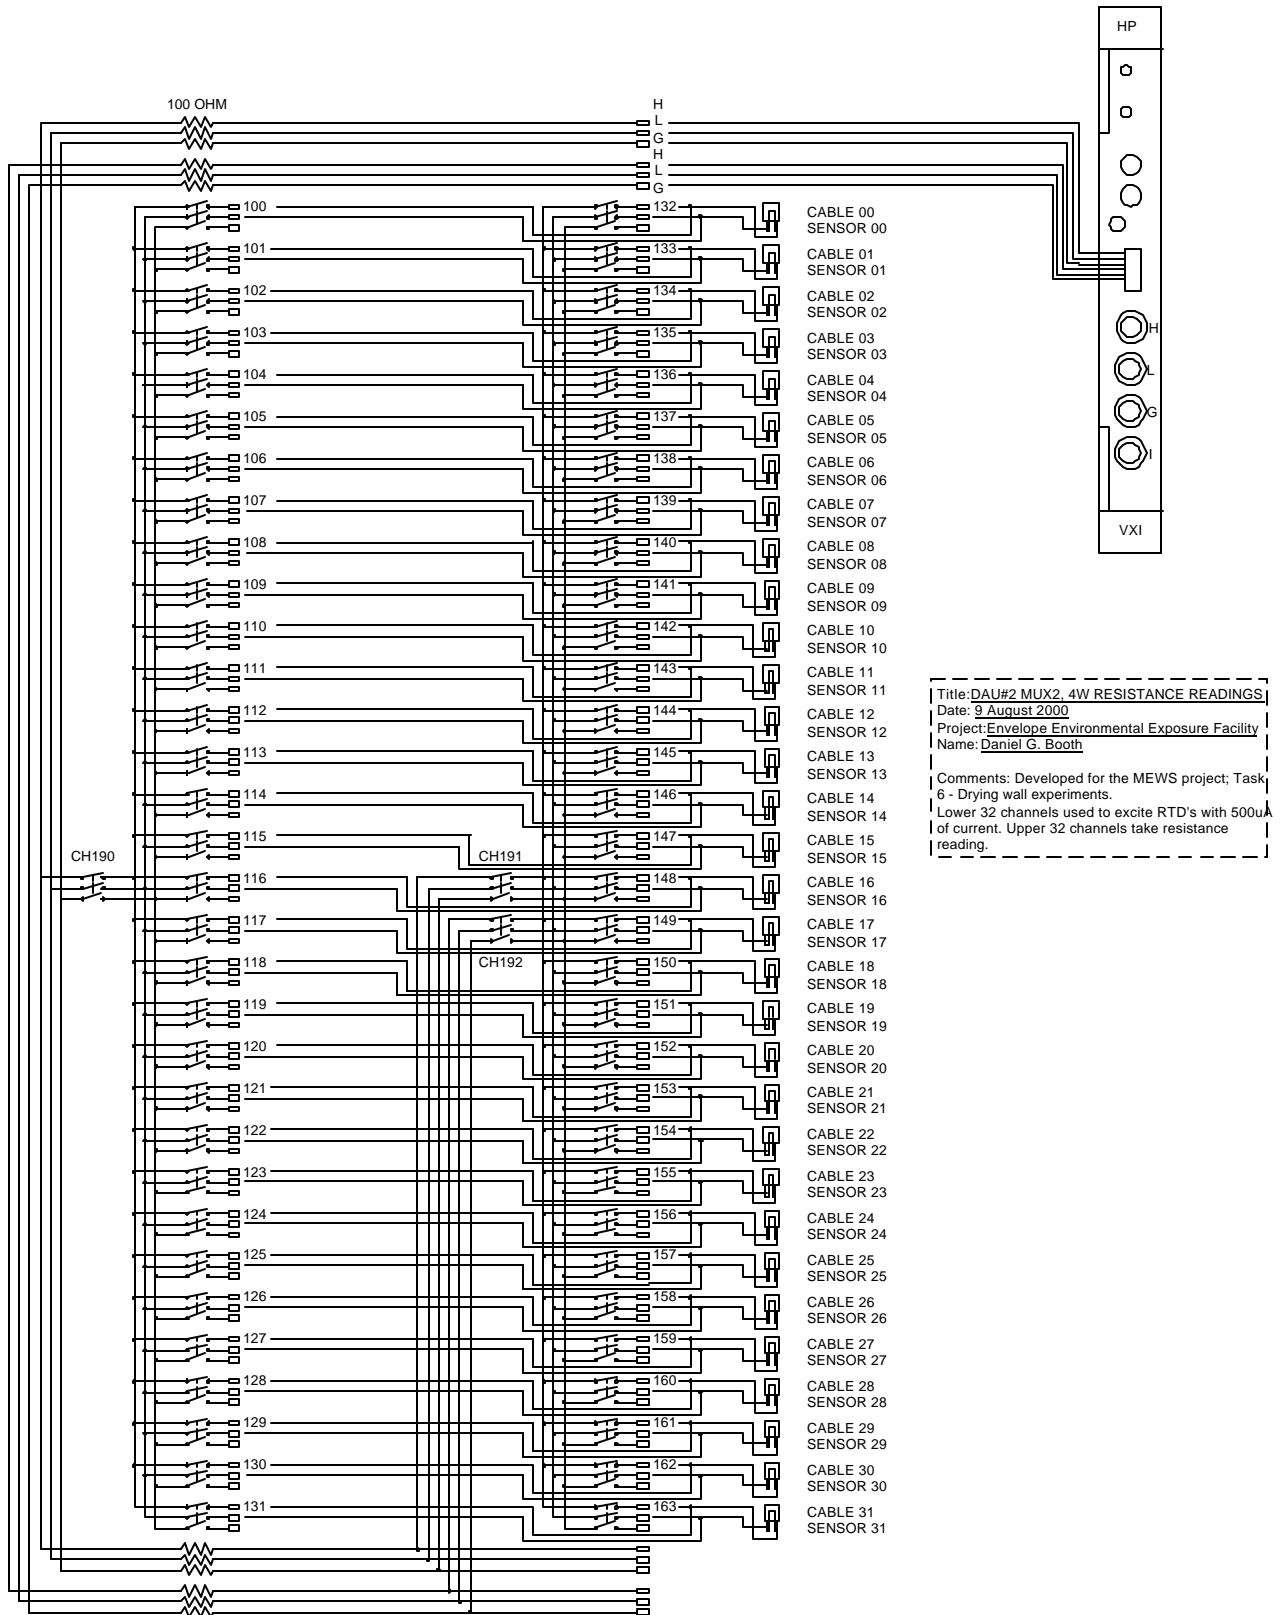 HP
100 OHM
H
L
G
H
L
G
100 132 CABLE 00
SENSOR 00
101 133 CABLE 01
SENSOR 01
102 134 CABLE 02
SENSOR 02
103 135 CABLE 03
SENSOR 03
104 136 CABLE 04
SENSOR 04
105 137 CABLE 05
SENSOR 05
106 138 CABLE 06
SENSOR 06
107 139 CABLE 07
SENSOR 07
108 140 CABLE 08
SENSOR 08
109 141 CABLE 09
SENSOR 09
110 142 CABLE 10
SENSOR 10
111 143 CABLE 11
SENSOR 11
112 144 CABLE 12
SENSOR 12
113 145 CABLE 13
SENSOR 13
114 146 CABLE 14
SENSOR 14
115 147 CABLE 15
SENSOR 15
CH190
CH191
116 148 CABLE 16
SENSOR 16
117 149 CABLE 17
SENSOR 17
CH192
118 150 CABLE 18
SENSOR 18
119 151 CABLE 19
SENSOR 19
120 152 CABLE 20
SENSOR 20
121 153 CABLE 21
SENSOR 21
122 154 CABLE 22
SENSOR 22
123 155 CABLE 23
SENSOR 23
124 156 CABLE 24
SENSOR 24
125 157 CABLE 25
SENSOR 25
126 158 CABLE 26
SENSOR 26
127 159 CABLE 27
SENSOR 27
128 160 CABLE 28
SENSOR 28
129 161 CABLE 29
SENSOR 29
130 162 CABLE 30
SENSOR 30
131 163 CABLE 31
SENSOR 31
H
L
G
I
VXI
Title:DAU#2 MUX2, 4W RESISTANCE READINGS
Date: 9 August 2000
Project:Envelope Environmental Exposure Facility
Name: Daniel G. Booth
Comments: Developed for the MEWS project; Task
6 - Drying wall experiments.
Lower 32 channels used to excite RTD's with 500uA
of current. Upper 32 channels take resistance
reading.